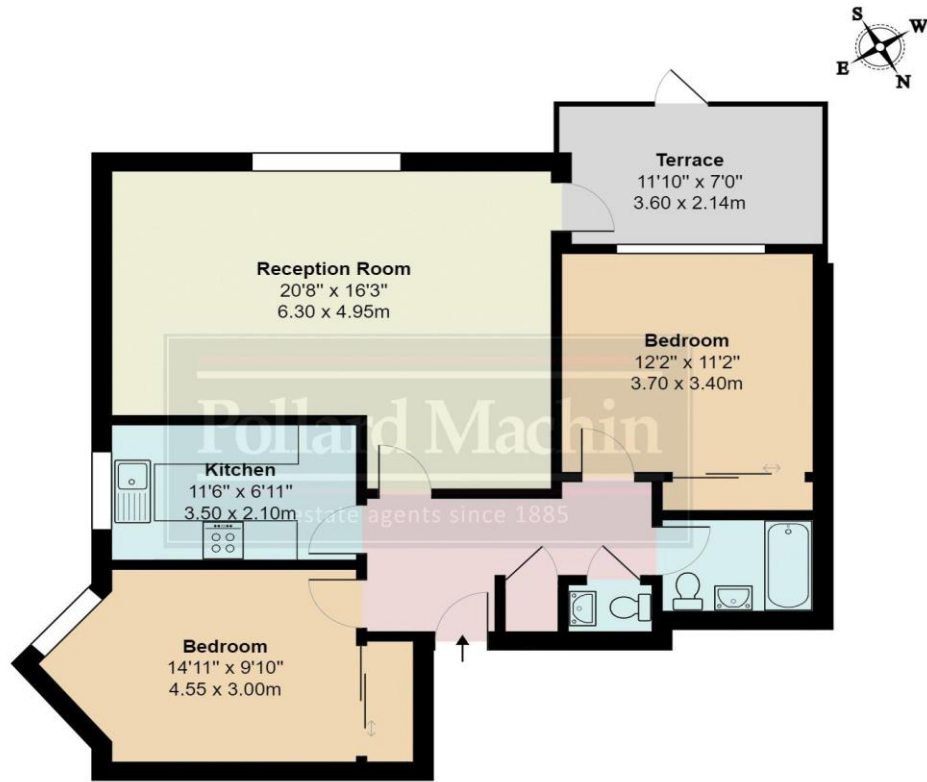 S
W
E
N
Terrace
11'10" x 7'0"
3.60 x 2.14m
Reception Room
20'8" x 16'3"
6.30 x 4.95m
Bedroom
12'2" x 11'2"
3.70 x 3.40m
Pollard Machin
estate agents since 1885
Kitchen
11'6" x 6'11"
3.50 x 2.10m
Bedroom
14'11" x 9'10"
4.55 x 3.00m